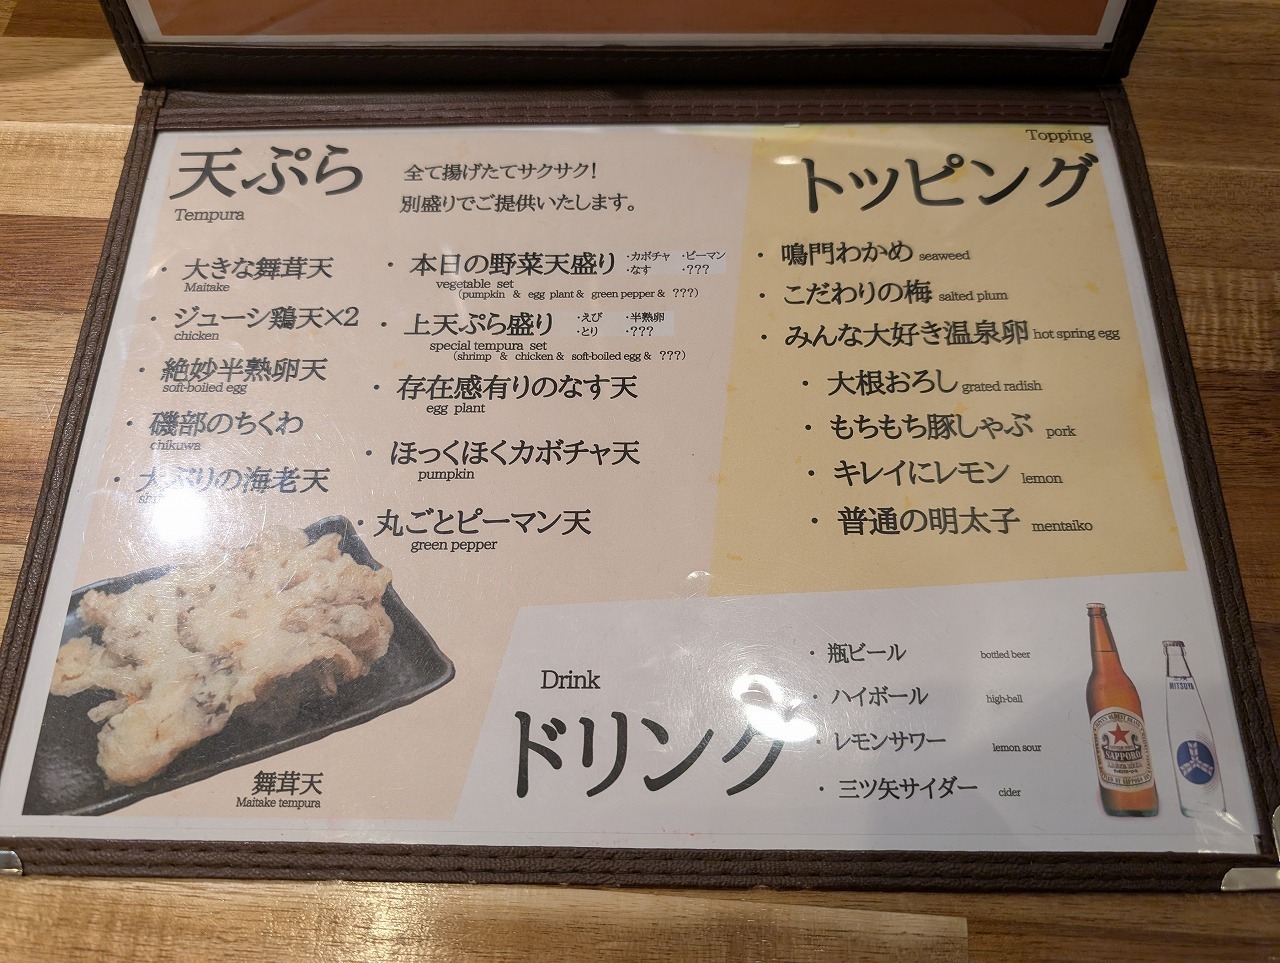 天ぷら
Tempura
全て揚げたてサクサク!
別盛りでご提供いたします。
・大きな舞茸天
Maitake
・ジューシ鶏天×2
chicken
・絶妙半熟卵天
soft-boiled egg
・磯部のちくわ
chikuwa
・大ぶりの海老天
・本日の野菜天盛り
・カボチャ ・ピーマン
・なす ・???
vegetable set
(pumpkin & egg plant & green pepper & ???)
・上天ぷら盛り
・えび ・半熟卵
・とり ・???
special tempura set
(shrimp & chicken & soft-boiled egg & ???)
・存在感有りのなす天
egg plant
・ほっくほくカボチャ天
pumpkin
・丸ごとピーマン天
green pepper
舞茸天
Maitake tempura
Topping
トッピング
・鳴門わかめ seaweed
・こだわりの梅 salted plum
・みんな大好き温泉卵 hot spring egg
・大根おろし grated radish
・もちもち豚しゃぶ pork
・キレイにレモン lemon
・普通の明太子 mentaiko
Drink
ドリンク
・瓶ビール bottled beer
・ハイボール high-ball
・レモンサワー lemon sour
・三ツ矢サイダー cider
SAPPORO
MITSUYA